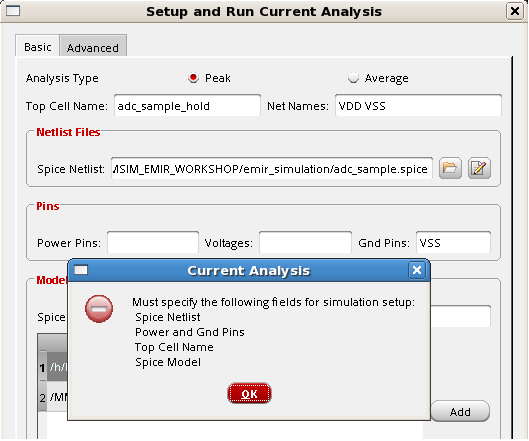 Setup and Run Current Analysis
Basic Advanced
Analysis Type Peak Average
Top Cell Name: adc_sample_hold Net Names: VDD VSS
Netlist Files
Spice Netlist: MSIM_EMIR_WORKSHOP/emir_simulation/adc_sample.spice
Pins
Power Pins: Voltages: Gnd Pins: VSS
Current Analysis
Model
Must specify the following fields for simulation setup:
Spice Netlist
Power and Gnd Pins
Top Cell Name
Spice Model
Spice
1 /h/
2 /MM
OK
Add